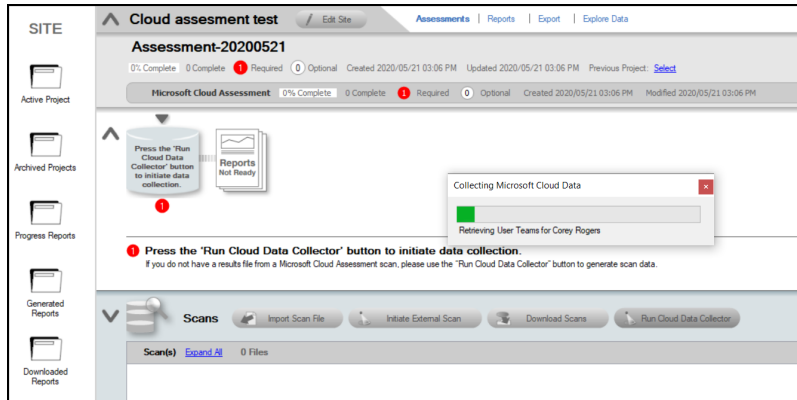 SITE
Active Project
Archived Projects
Progress Reports
Generated
Reports
Downloaded
Reports
Cloud assesment test
Edit Site
Assessments | Reports | Export | Explore Data
Assessment-20200521
0% Complete 0 Complete 1 Required 0 Optional Created 2020/05/21 03:06 PM Updated 2020/05/21 03:06 PM Previous Project: Select
Microsoft Cloud Assessment 0% Complete 0 Complete 1 Required 0 Optional Created 2020/05/21 03:06 PM Modified 2020/05/21 03:06 PM
Press the 'Run
Cloud Data
Collector' button
to initiate data
collection.
1
Reports
Not Ready
Collecting Microsoft Cloud Data
x
Retrieving User Teams for Corey Rogers
1 Press the 'Run Cloud Data Collector' button to initiate data collection.
If you do not have a results file from a Microsoft Cloud Assessment scan, please use the "Run Cloud Data Collector" button to generate scan data.
Scans
Import Scan File
Initiate External Scan
Download Scans
Run Cloud Data Collector
Scan(s) Expand All 0 Files